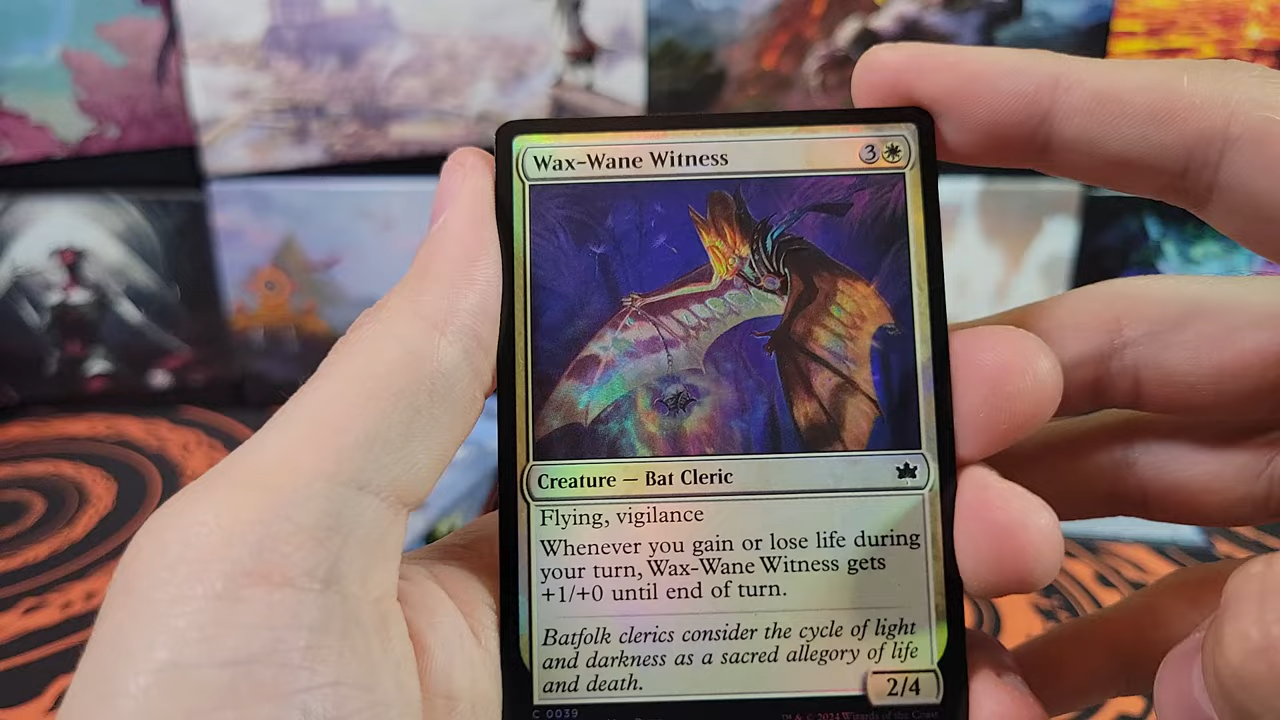 Wax-Wane Witness 3
Creature — Bat Cleric
Flying, vigilance
Whenever you gain or lose life during
your turn, Wax-Wane Witness gets
+1/+0 until end of turn.
Batfolk clerics consider the cycle of light
and darkness as a sacred allegory of life
and death.
2/4
C 0039
™ & © 2024 Wizards of the Coast